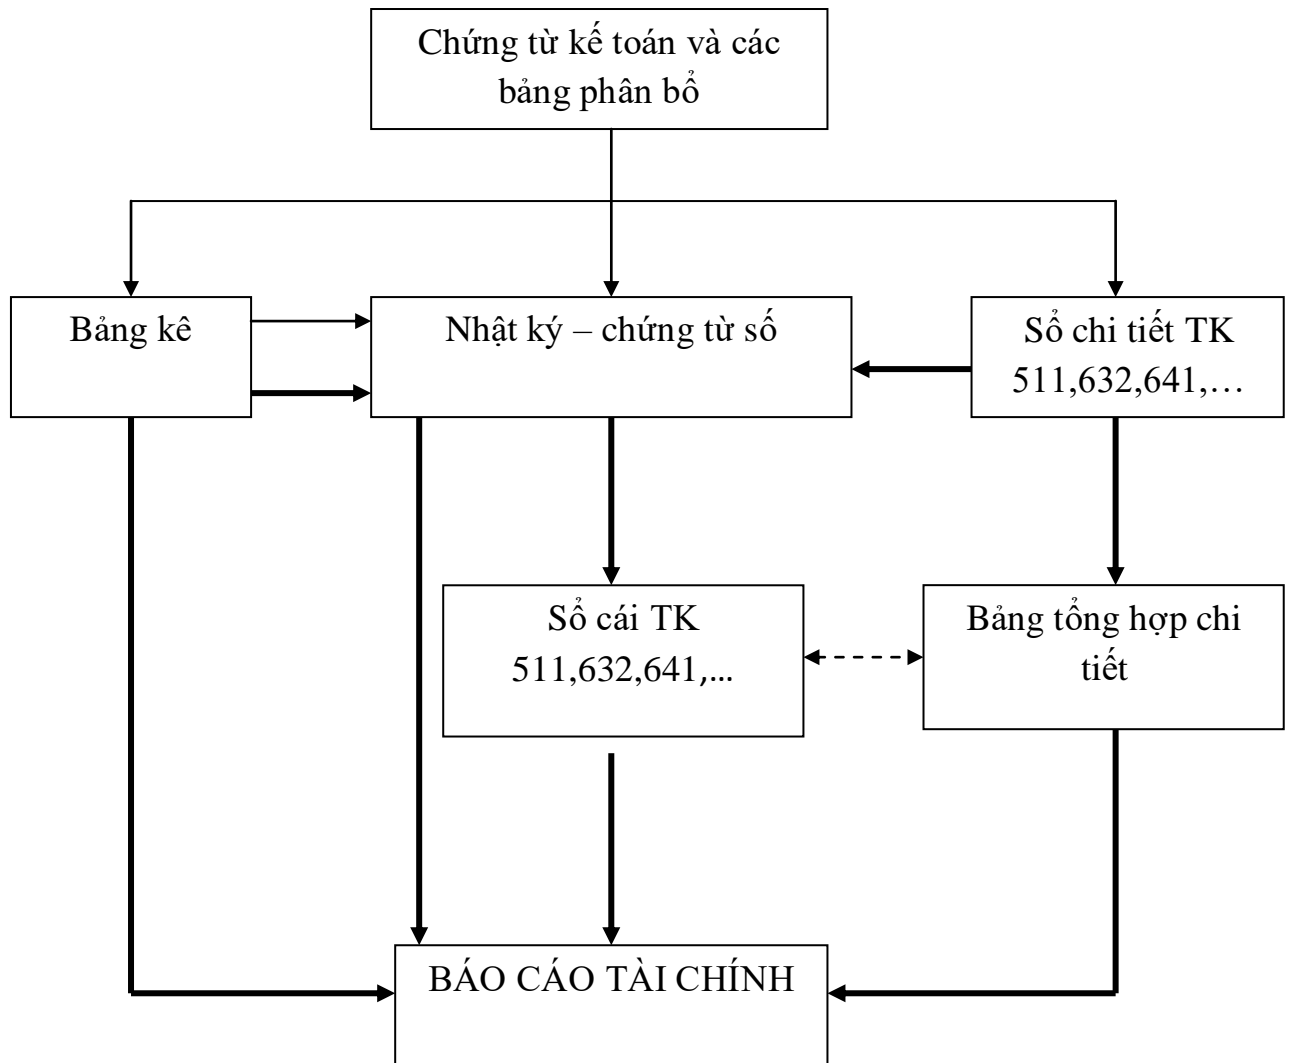 Chứng từ kế toán và các
bảng phân bổ
Bảng kê
Nhật ký – chứng từ số
Sổ chi tiết TK
511,632,641,…
Sổ cái TK
511,632,641,...
Bảng tổng hợp chi
tiết
BÁO CÁO TÀI CHÍNH